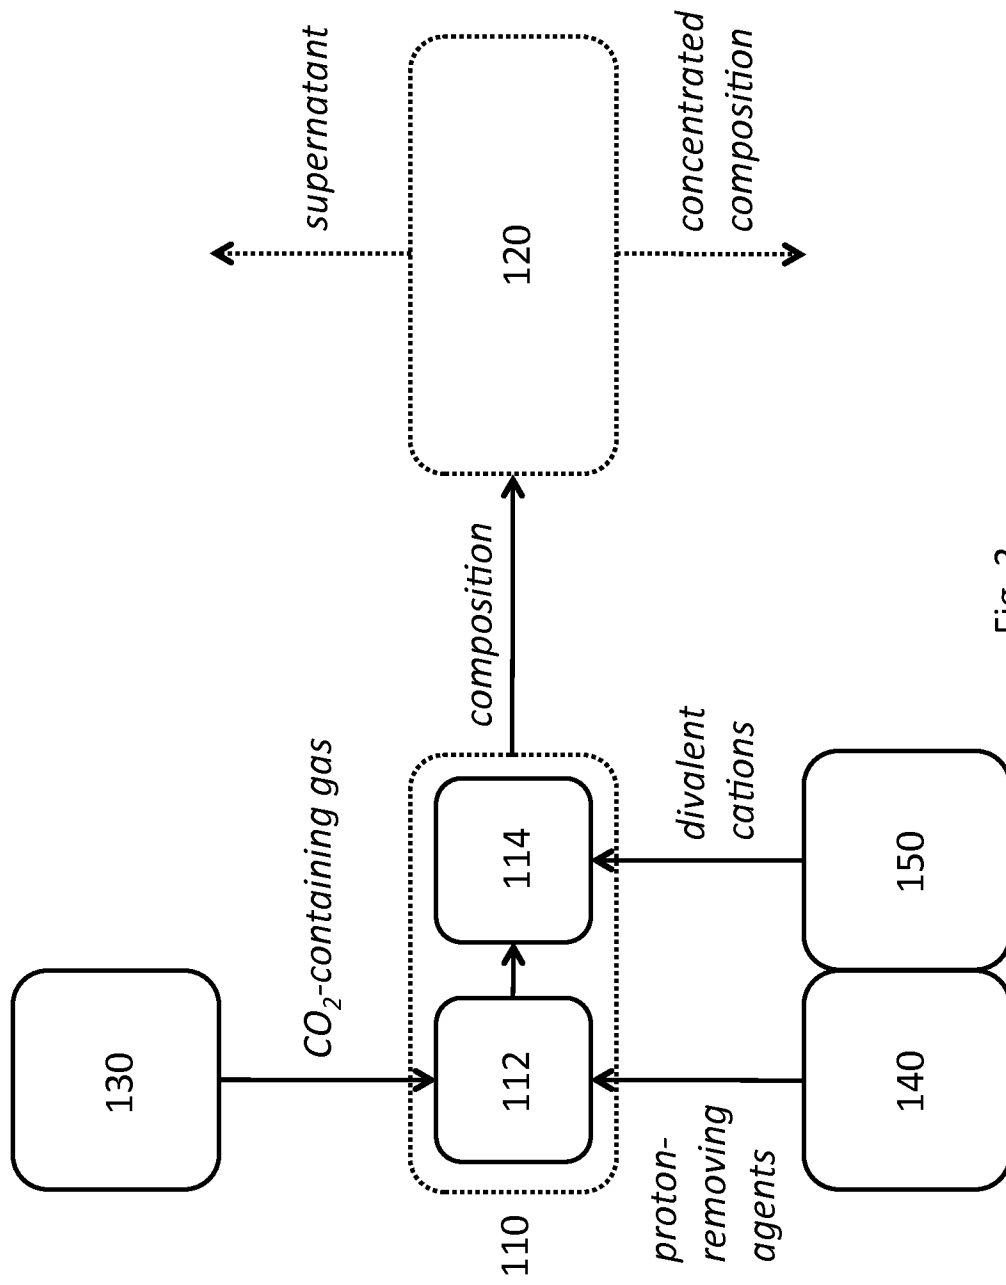 130
CO₂-containing gas
supernatant
composition
110
112
114
120
proton-
removing
agents
divalent
cations
concentrated
composition
140
150
Fig.